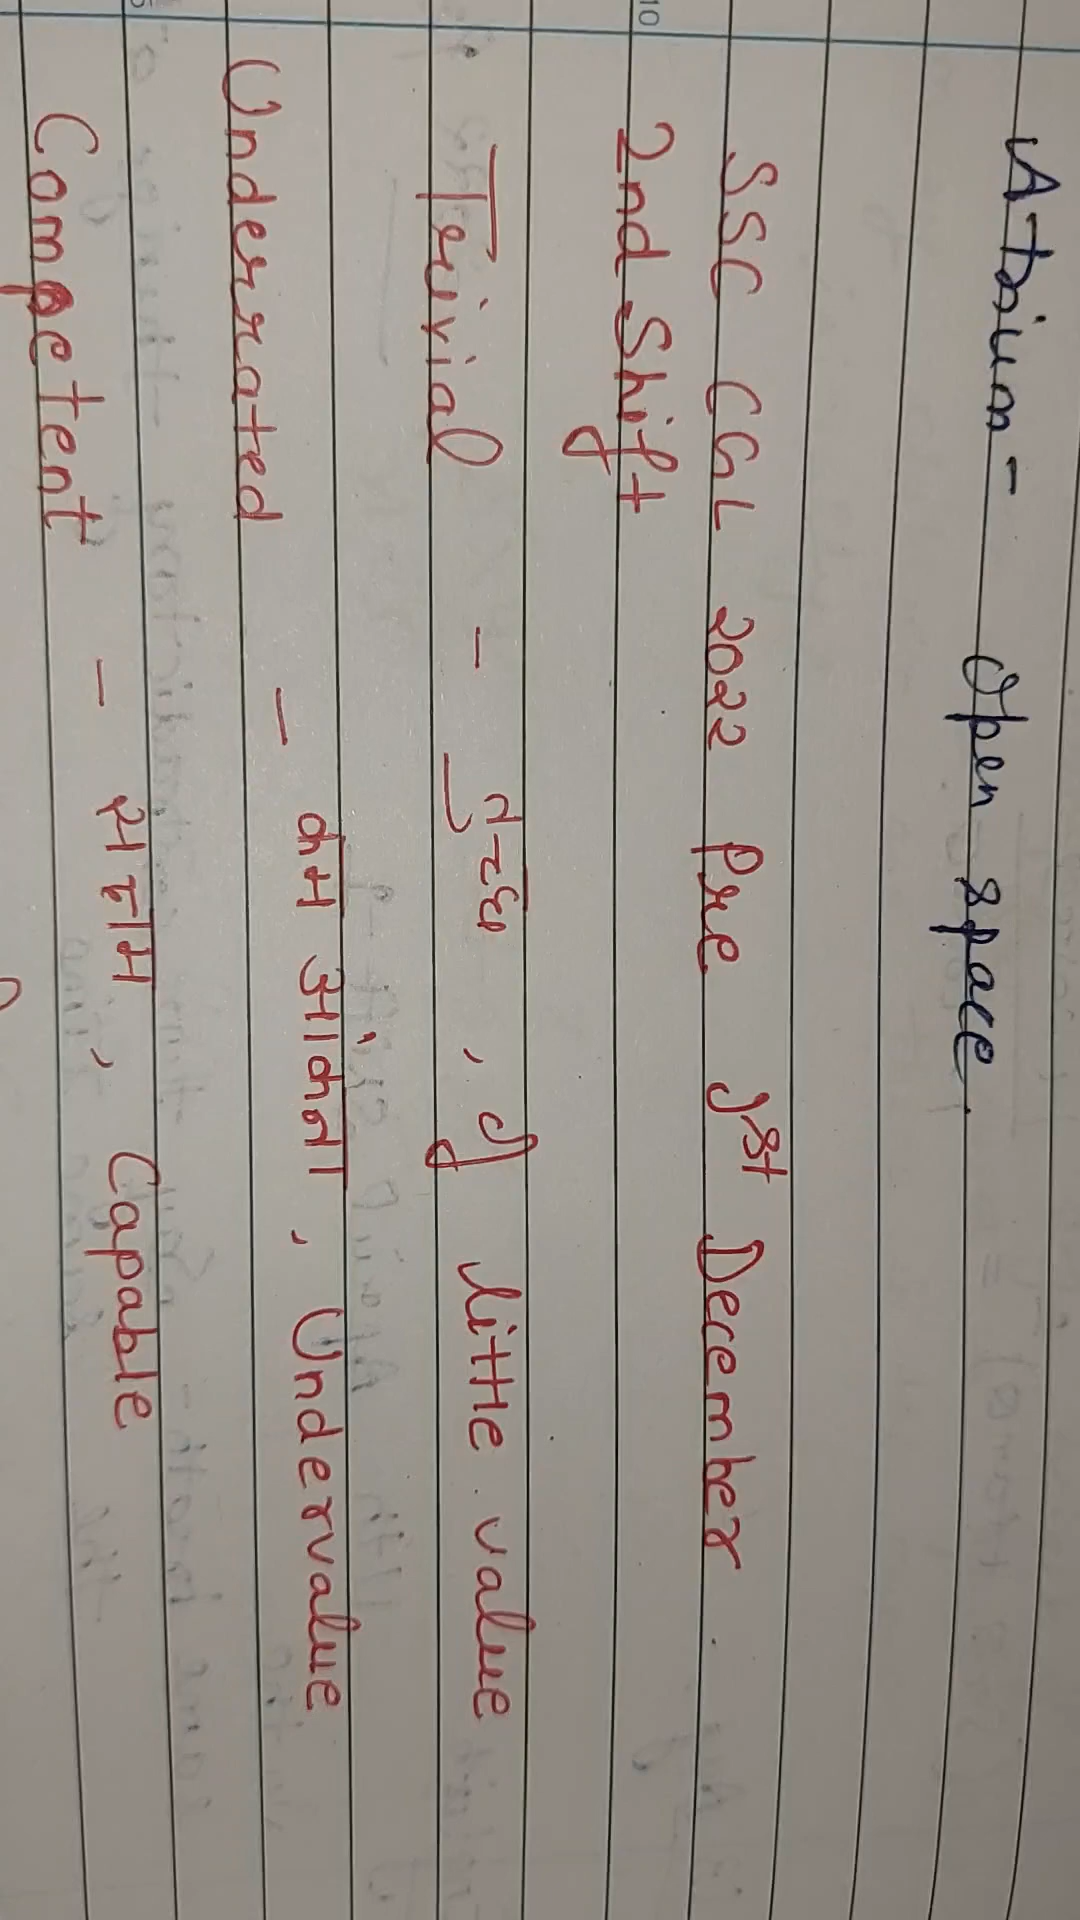 Atrium - Open space.
SSC CGL 2022 Pre 1st December
2nd Shift
Trivial - तुच्छ , of little value
Underrated - कम आंकना , Undervalue
Competent - सक्षम , Capable